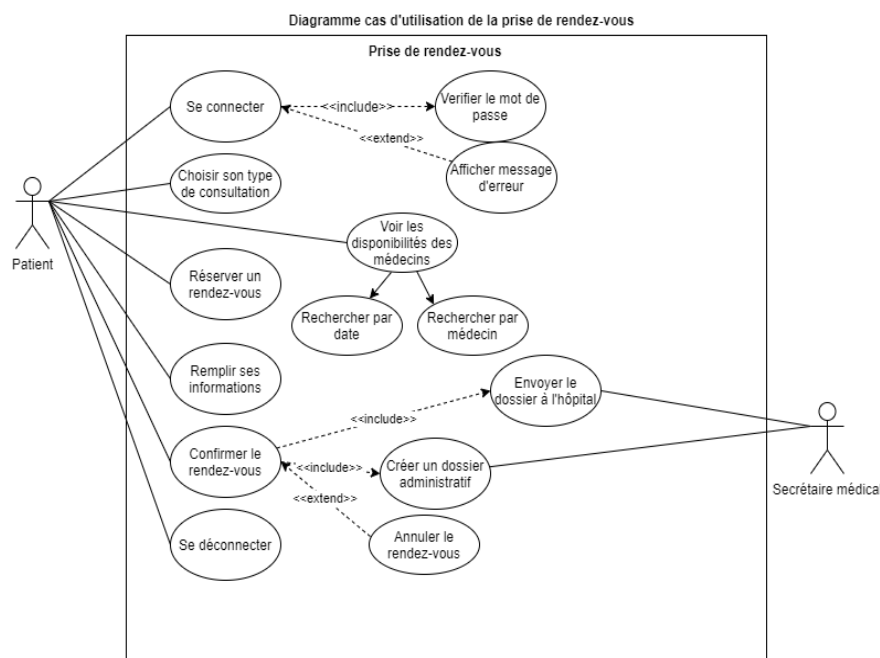 Diagramme cas d'utilisation de la prise de rendez-vous
Prise de rendez-vous
Se connecter
<<include>>
Verifier le mot de
passe
<<extend>>
Afficher message
d'erreur
Choisir son type
de consultation
Patient
Voir les
disponibilités des
médecins
Réserver un
rendez-vous
Rechercher par
date
Rechercher par
médecin
Remplir ses
informations
Envoyer le
dossier à l'hôpital
<<include>>
Confirmer le
rendez-vous
<<include>>
Créer un dossier
administratif
Secrétaire médical
<<extend>>
Se déconnecter
Annuler le
rendez-vous